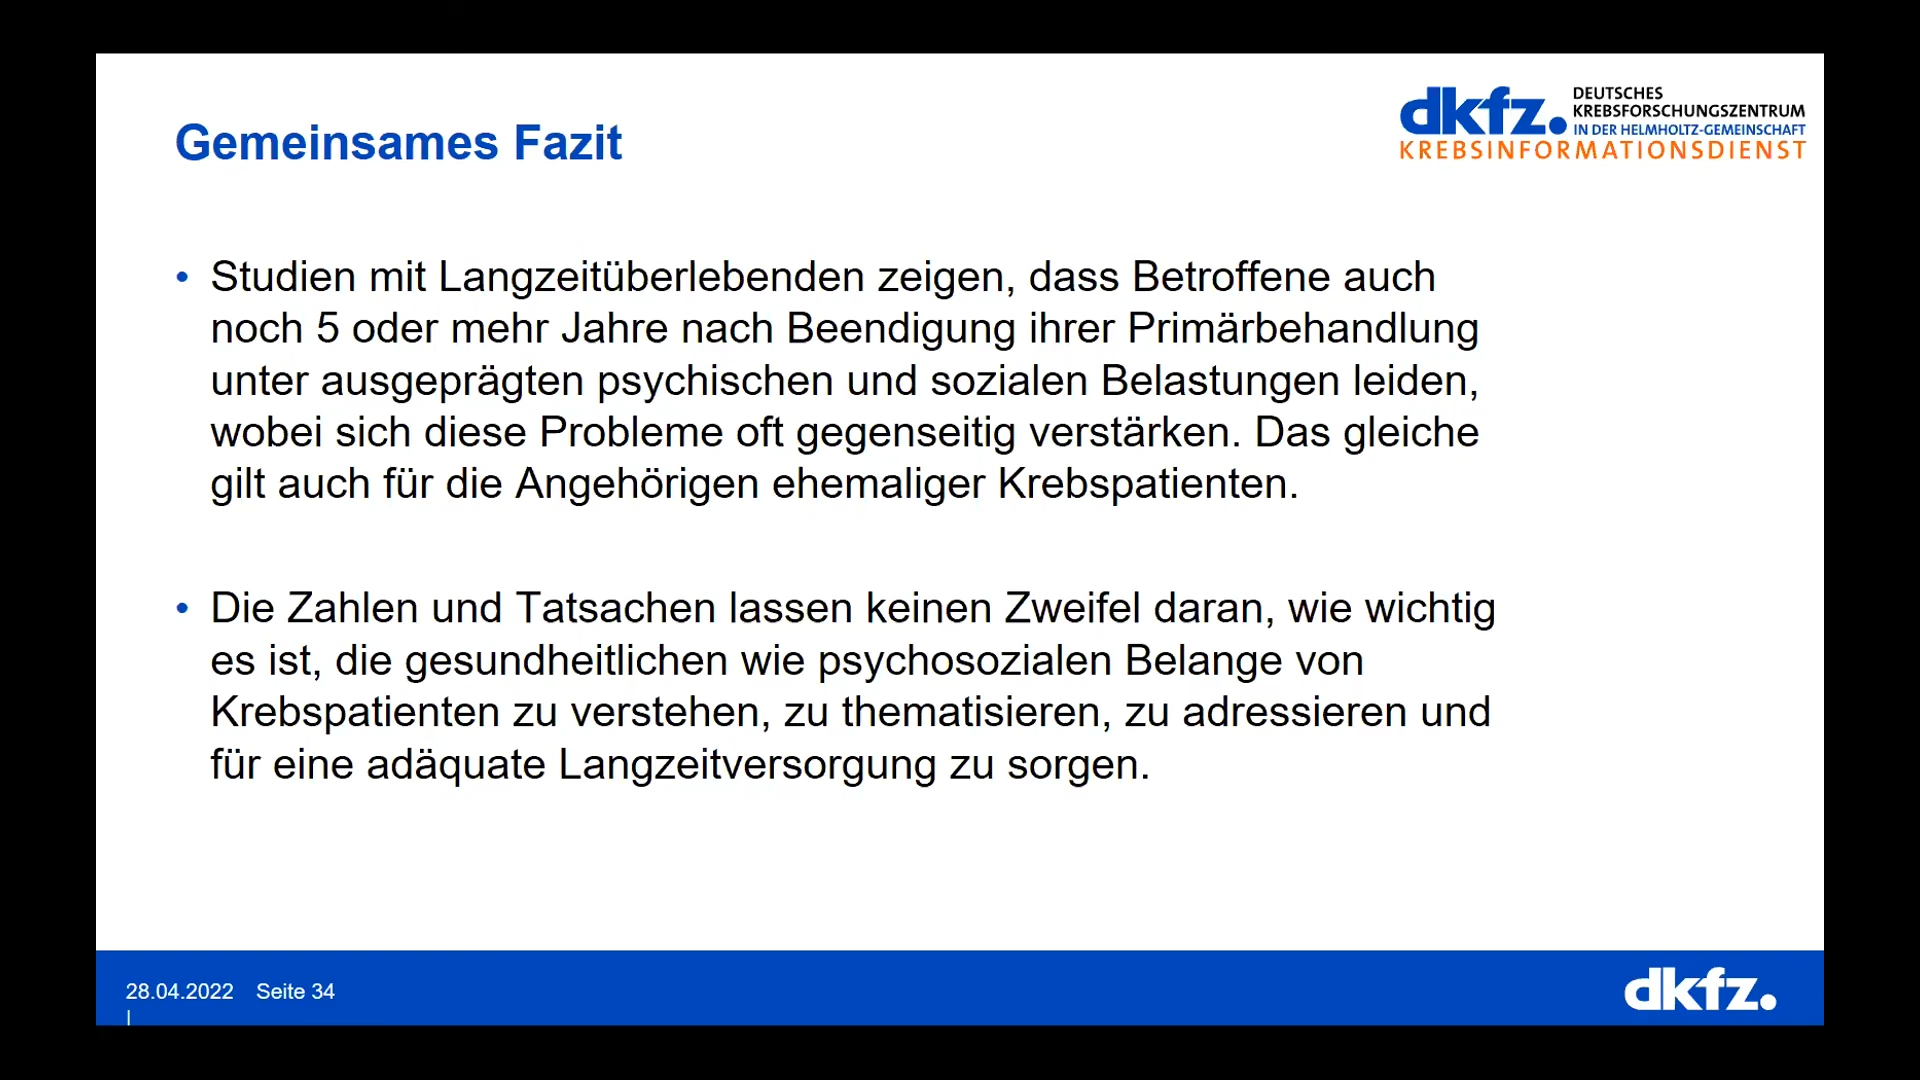 Gemeinsames Fazit
dkfz.
DEUTSCHES
KREBSFORSCHUNGSZENTRUM
IN DER HELMHOLTZ-GEMEINSCHAFT
KREBSINFORMATIONSDIENST
• Studien mit Langzeitüberlebenden zeigen, dass Betroffene auch
noch 5 oder mehr Jahre nach Beendigung ihrer Primärbehandlung
unter ausgeprägten psychischen und sozialen Belastungen leiden,
wobei sich diese Probleme oft gegenseitig verstärken. Das gleiche
gilt auch für die Angehörigen ehemaliger Krebspatienten.
• Die Zahlen und Tatsachen lassen keinen Zweifel daran, wie wichtig
es ist, die gesundheitlichen wie psychosozialen Belange von
Krebspatienten zu verstehen, zu thematisieren, zu adressieren und
für eine adäquate Langzeitversorgung zu sorgen.
28.04.2022 Seite 34
|
dkfz.